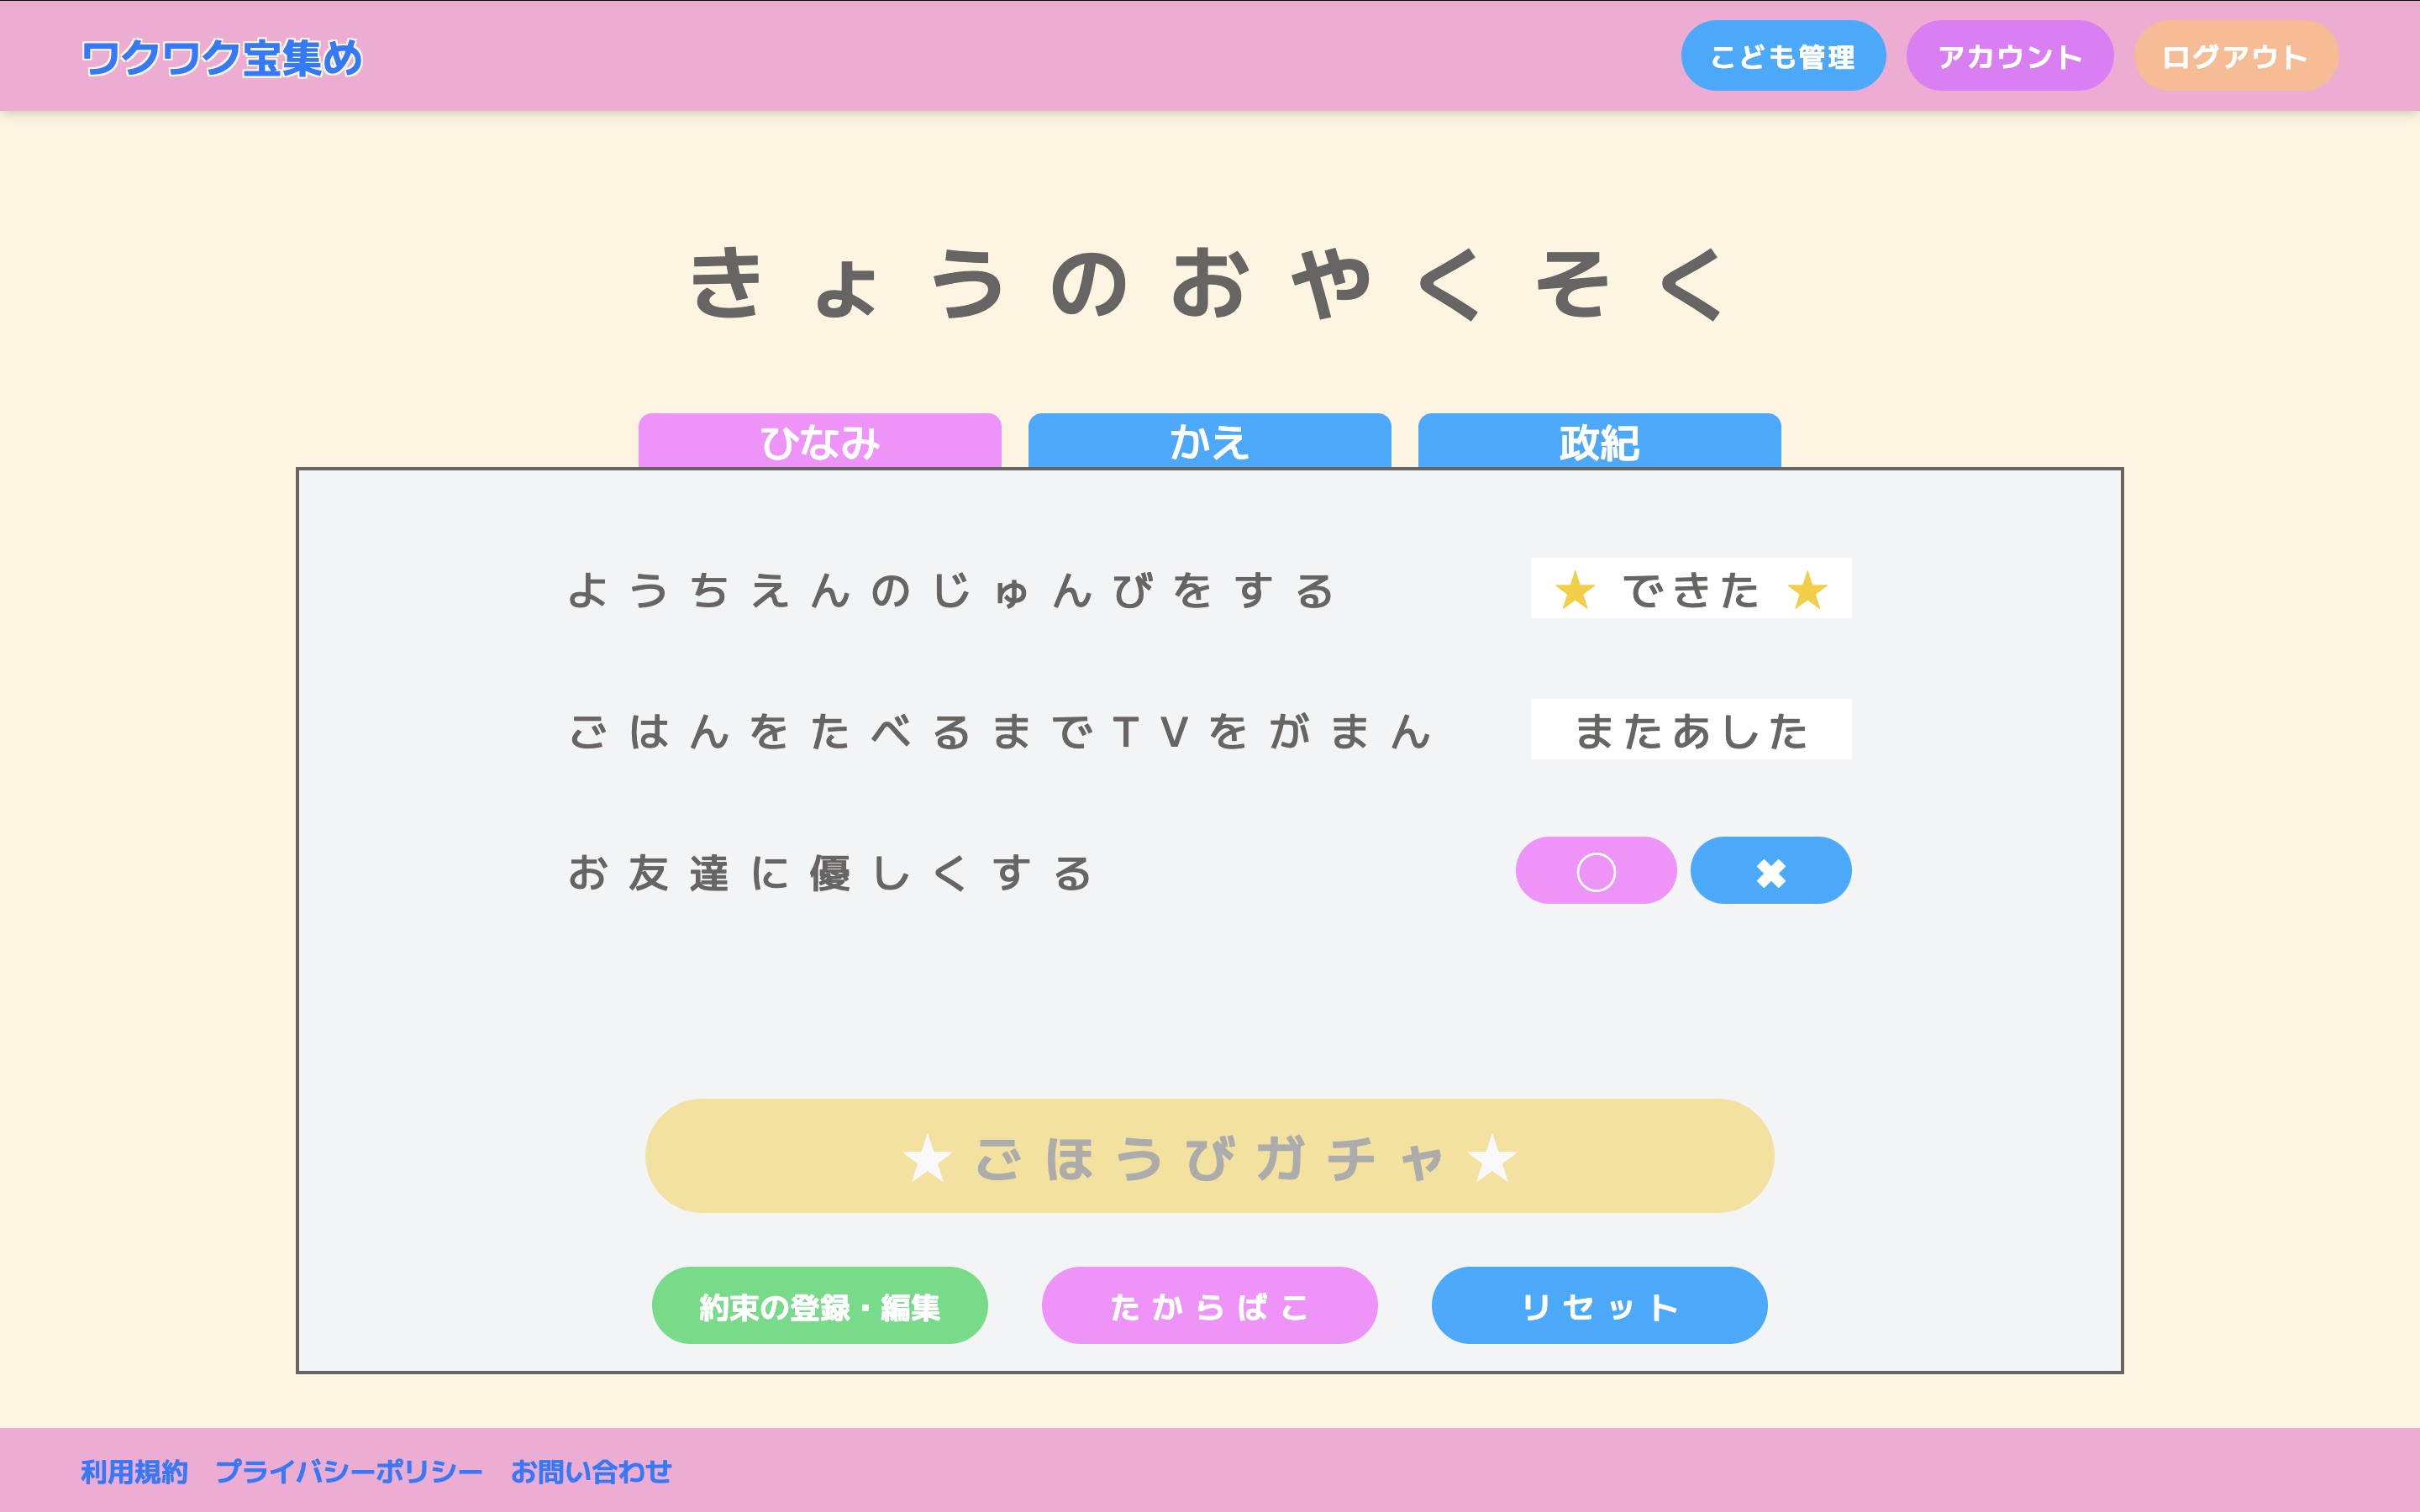 ワクワク宝集め
こども管理 アカウント ログアウト
きょうのおやくそく
ひなみ かえ 政紀
ようちえんのじゅんびをする ★ できた ★
ごはんをたべるまでTVをがまん またあした
お友達に優しくする ○ ✖
★ごほうびガチャ★
約束の登録・編集 たからばこ リセット
利用規約 プライバシーポリシー お問い合わせ